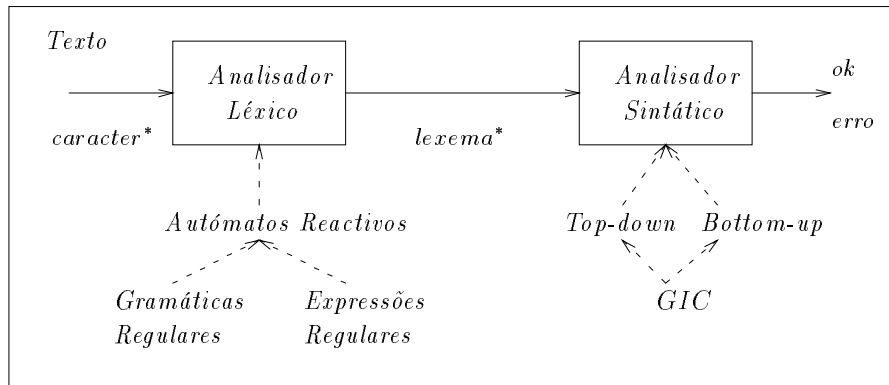 Texto
Analisador
Léxico
Analisador
Sintático
ok
erro
caracter*
lexema*
Autómatos Reactivos
Top-down
Bottom-up
Gramáticas
Regulares
Expressões
Regulares
GIC